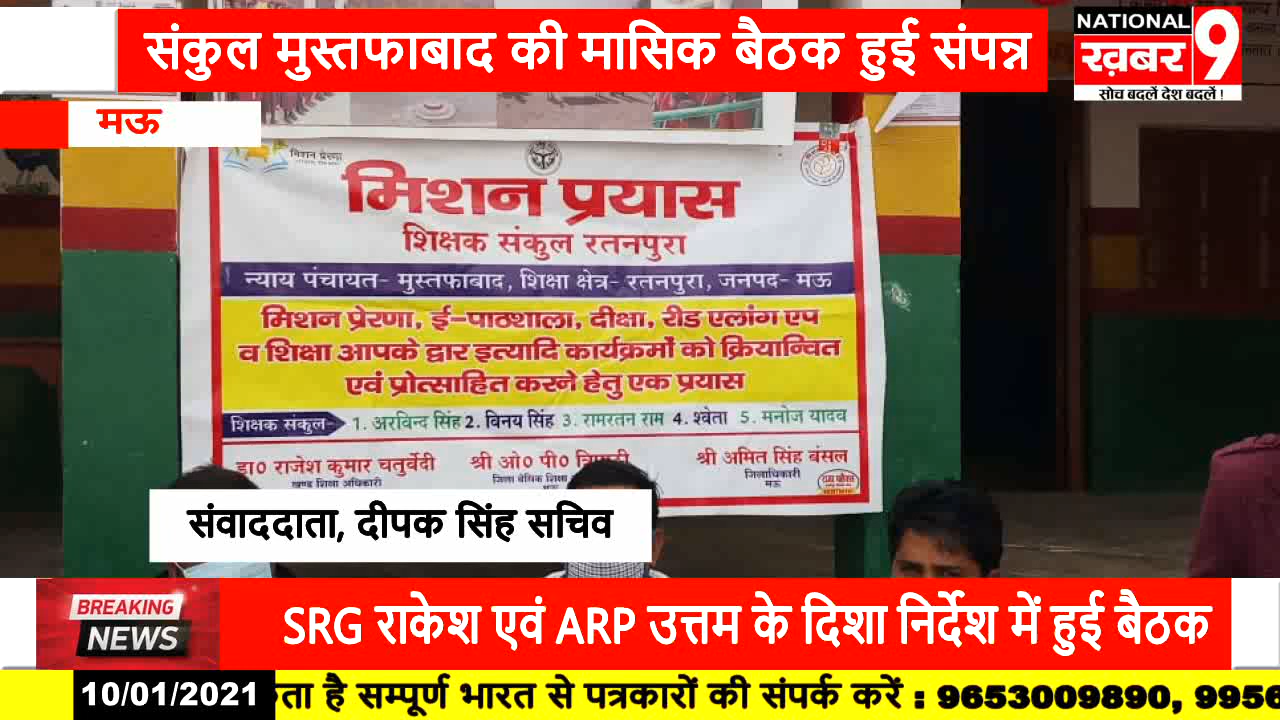 संकुल मुस्तफाबाद की मासिक बैठक हुई संपन्न
NATIONAL
ख़बर 9
सोच बदलें देश बदलें !
मऊ
मिशन प्रेरणा
मिशन प्रयास
शिक्षक संकुल रतनपुरा
न्याय पंचायत- मुस्तफाबाद, शिक्षा क्षेत्र- रतनपुरा, जनपद- मऊ
मिशन प्रेरणा, ई-पाठशाला, दीक्षा, रीड एलांग एप
व शिक्षा आपके द्वार इत्यादि कार्यक्रमों को क्रियान्वित
एवं प्रोत्साहित करने हेतु एक प्रयास
शिक्षक संकुल- 1. अरविन्द सिंह 2. विनय सिंह 3. रामरतन राम 4. श्वेता 5. मनोज यादव
डा० राजेश कुमार चतुर्वेदी श्री ओ० पी० श्री अमित सिंह बंसल
खण्ड शिक्षा अधिकारी जिला बेसिक शिक्षा जिलाधिकारी
मऊ
संवाददाता, दीपक सिंह सचिव
BREAKING
NEWS
SRG राकेश एवं ARP उत्तम के दिशा निर्देश में हुई बैठक
10/01/2021 है सम्पूर्ण भारत से पत्रकारों की संपर्क करें : 9653009890, 9956